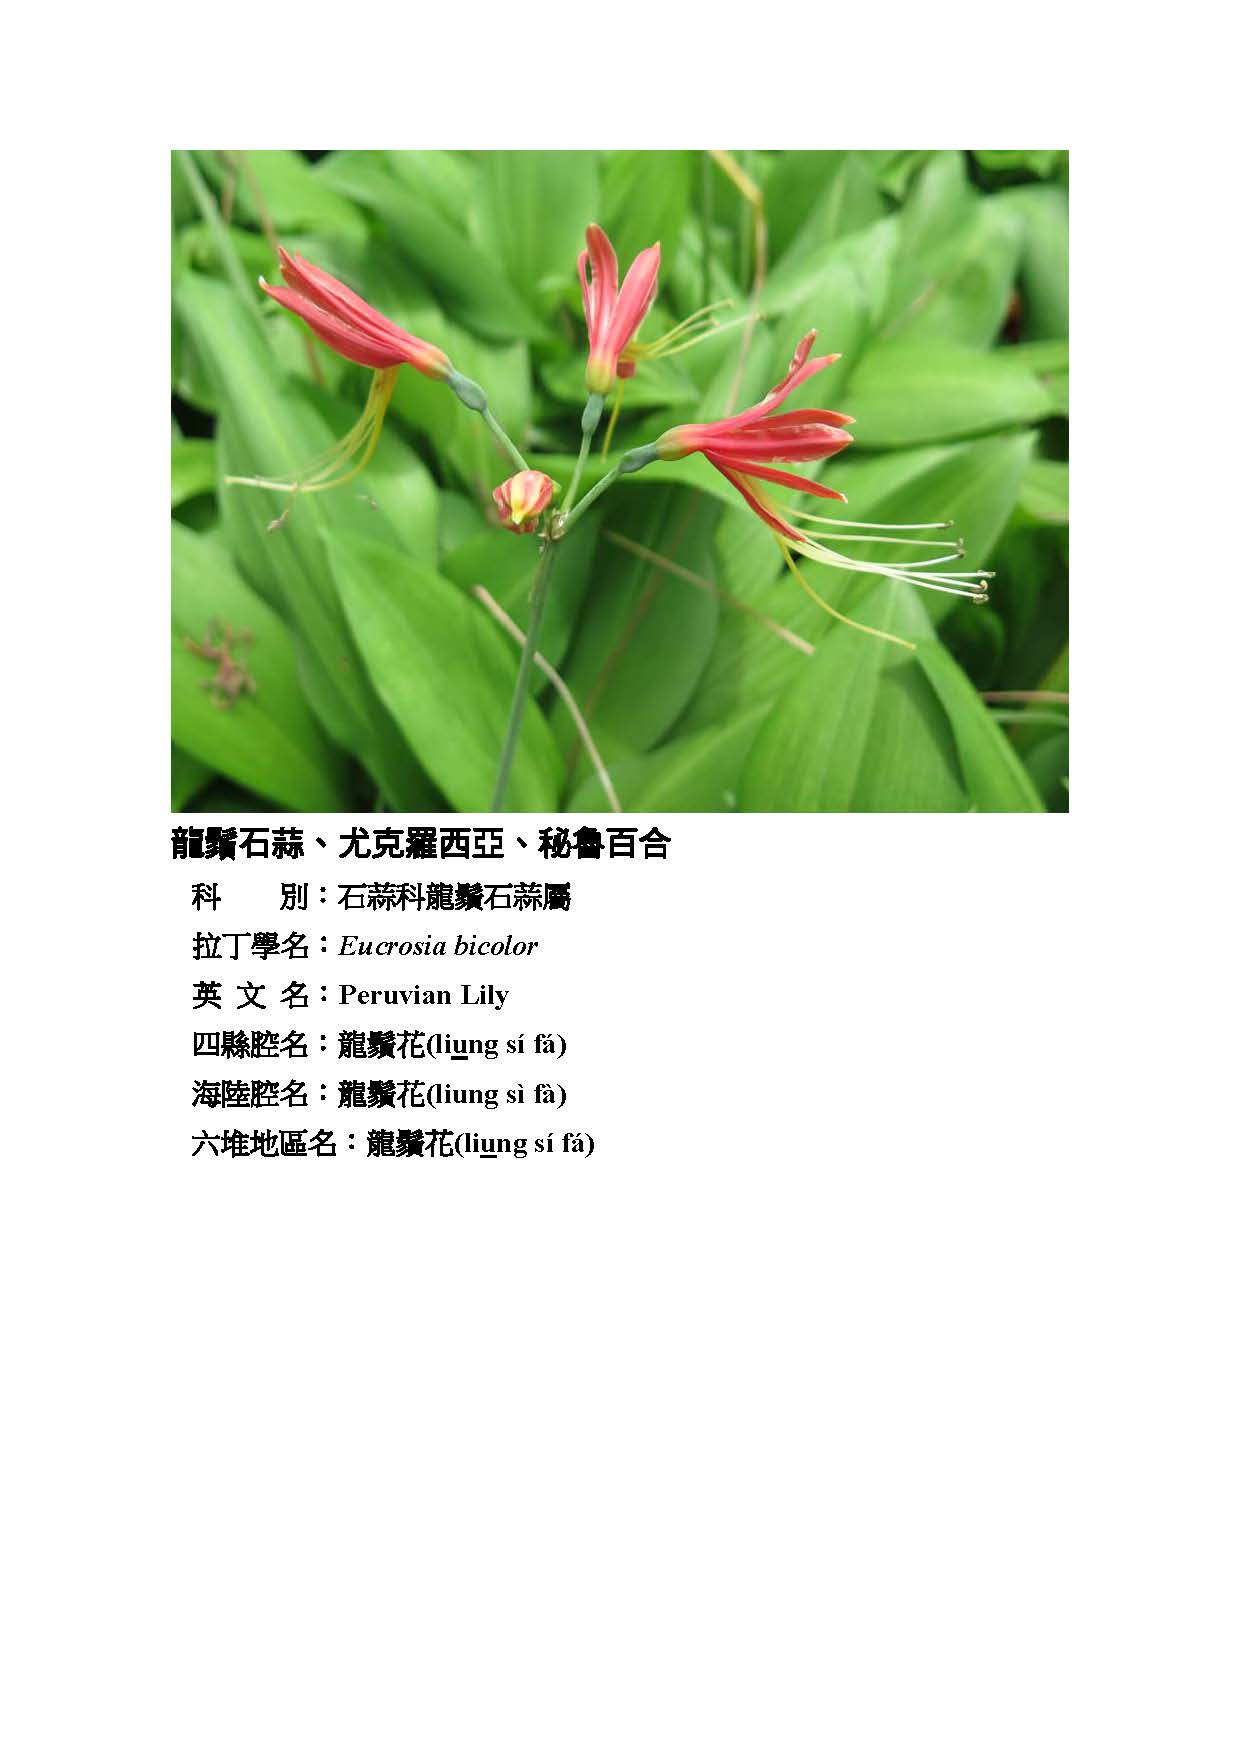 龍鬚石蒜、尤克羅西亞、秘魯百合
科　　別：石蒜科龍鬚石蒜屬
拉丁學名：Eucrosia bicolor
英 文 名：Peruvian Lily
四縣腔名：龍鬚花(liung sí fá)
海陸腔名：龍鬚花(liung sì fà)
六堆地區名：龍鬚花(liung sí fá)